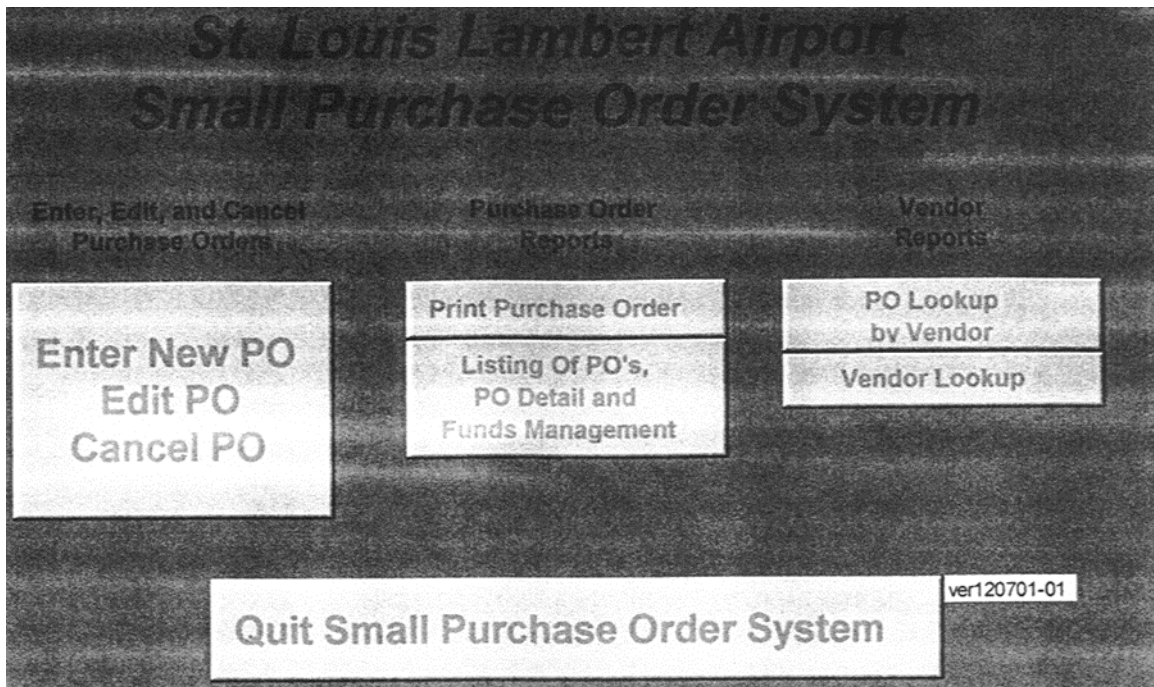 St. Louis Lambert Airport
Small Purchase Order System
Enter, Edit, and Cancel
Purchase Orders
Purchase Order
Reports
Vendor
Reports
Enter New PO
Edit PO
Cancel PO
Print Purchase Order
Listing Of PO's,
PO Detail and
Funds Management
PO Lookup
by Vendor
Vendor Lookup
ver120701-01
Quit Small Purchase Order System